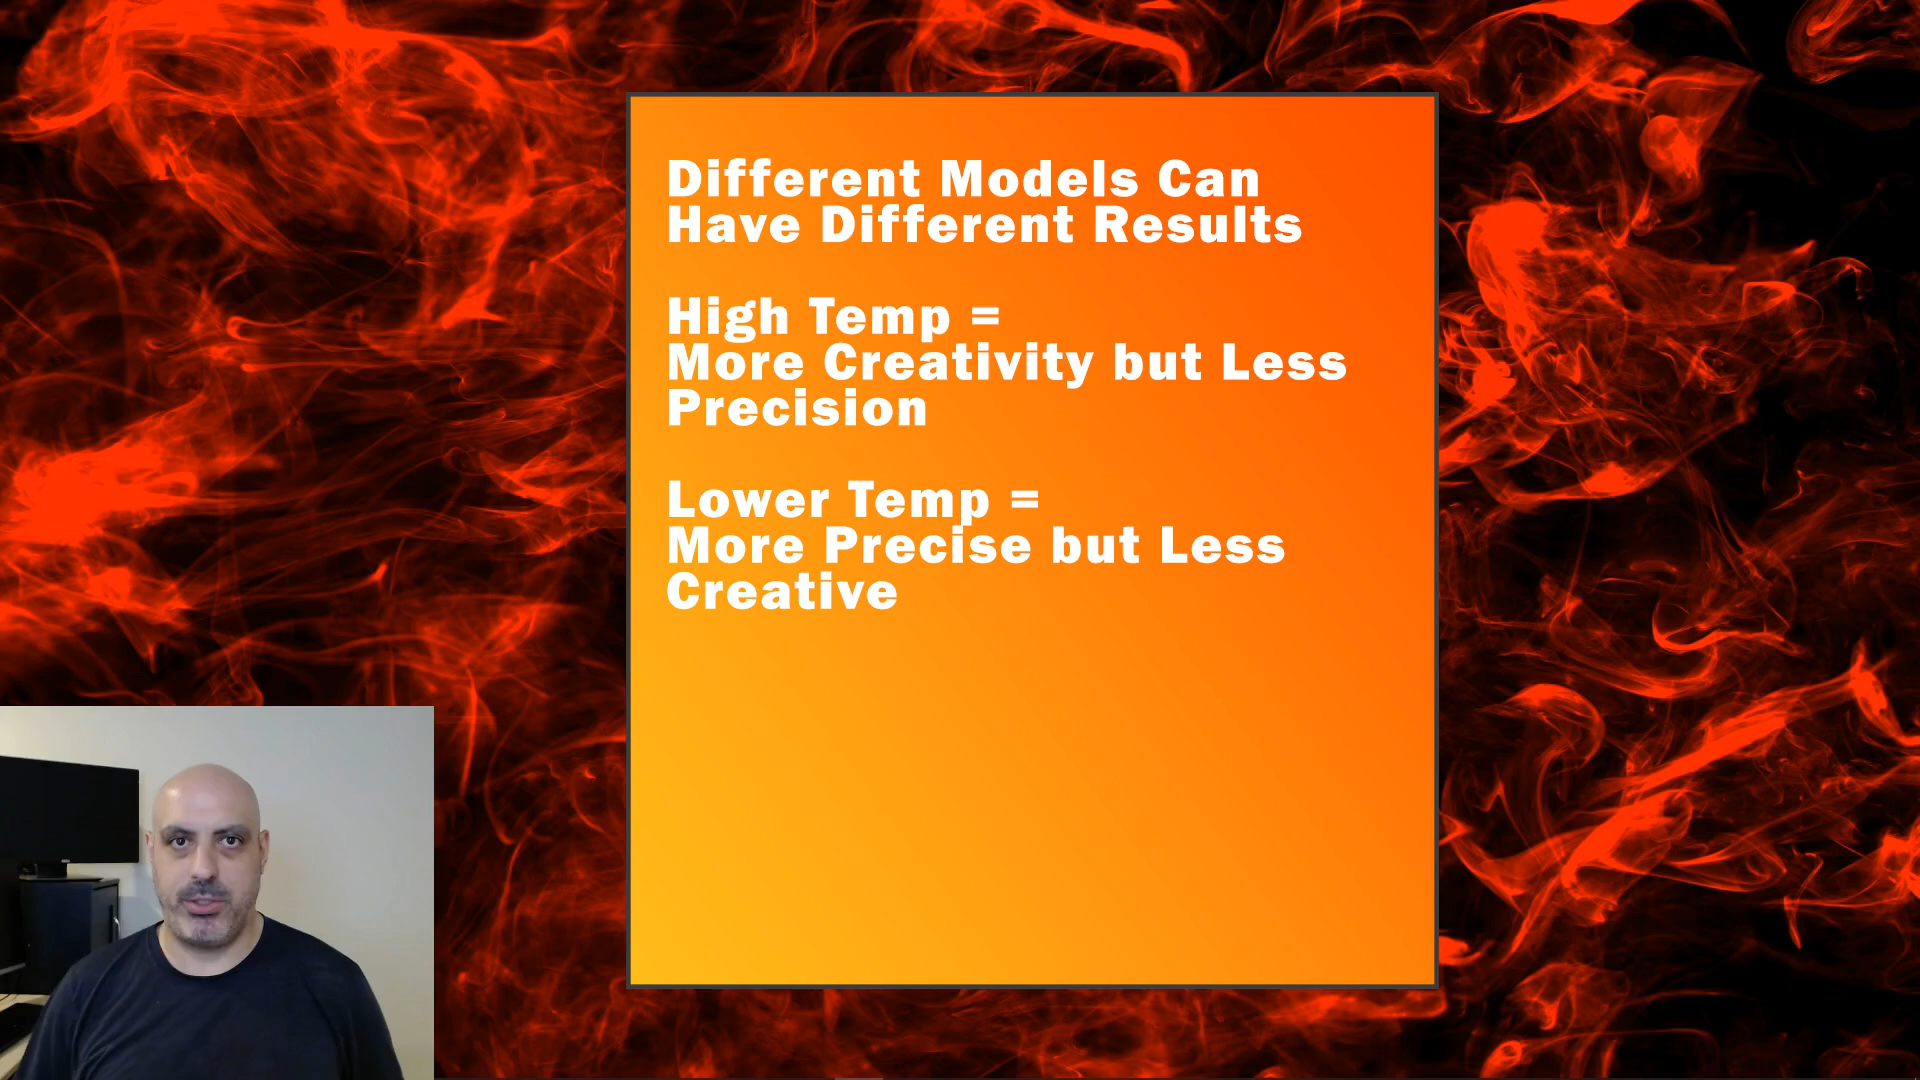 Different Models Can
Have Different Results
High Temp =
More Creativity but Less
Precision
Lower Temp =
More Precise but Less
Creative